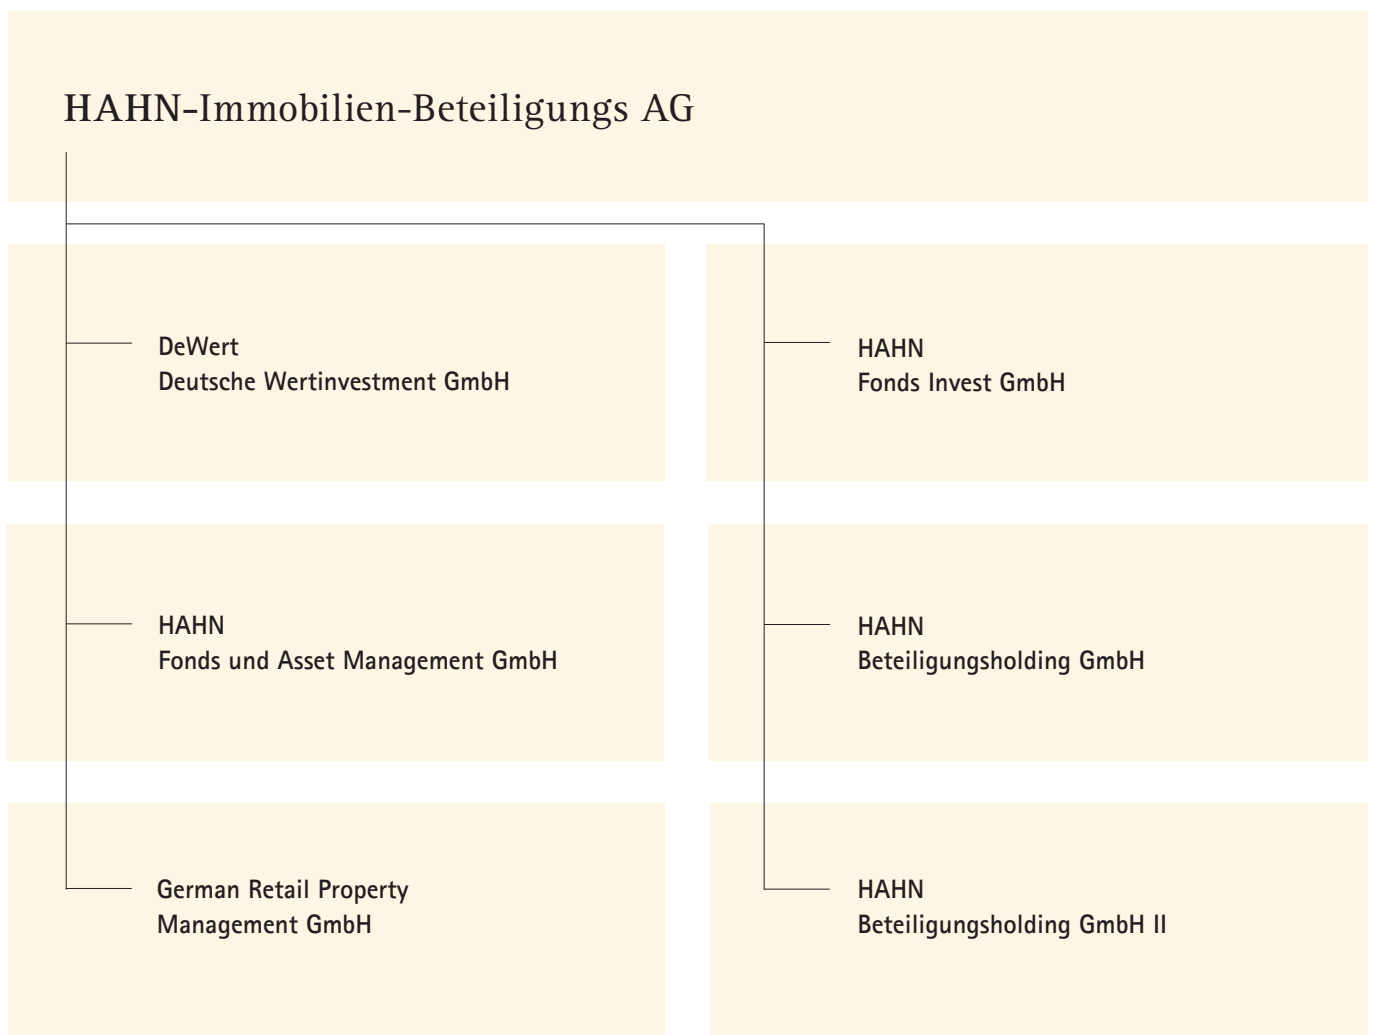 HAHN-Immobilien-Beteiligungs AG
DeWert
Deutsche Wertinvestment GmbH
HAHN
Fonds Invest GmbH
HAHN
Fonds und Asset Management GmbH
HAHN
Beteiligungsholding GmbH
German Retail Property
Management GmbH
HAHN
Beteiligungsholding GmbH II